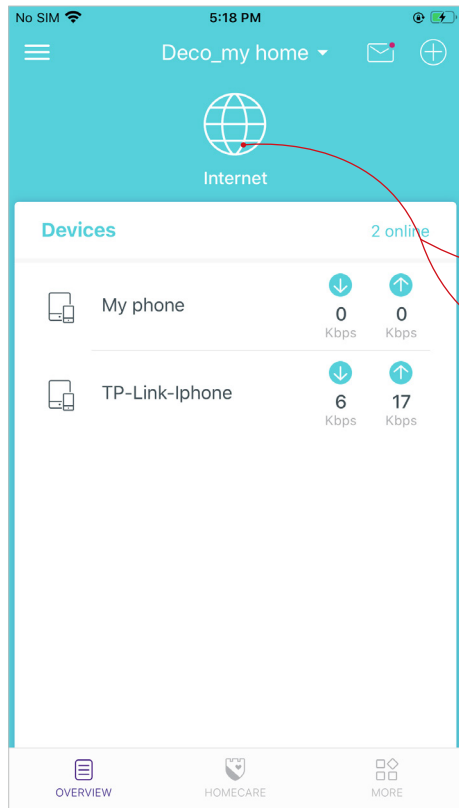 No SIM 5:18 PM
Deco_my home
Internet
Devices 2 online
My phone 0 0
Kbps Kbps
TP-Link-Iphone 6 17
Kbps Kbps
OVERVIEW HOMECARE MORE